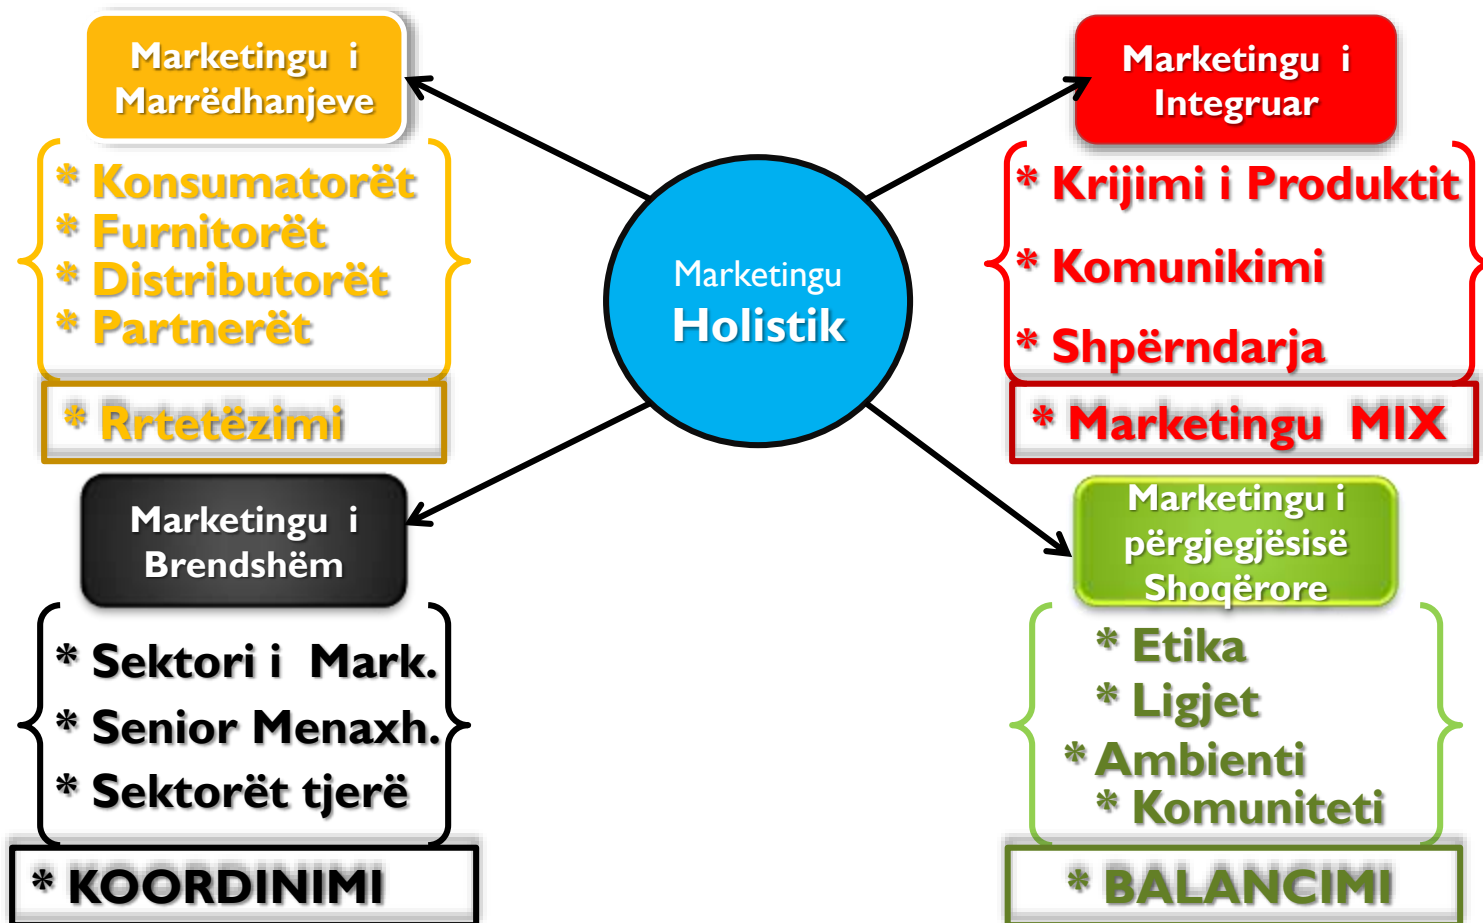 Marketingu i
Marrëdhanjeve
* Konsumatorët
* Furnitorët
* Distributorët
* Partnerët
* Rrtetëzimi
Marketingu i
Integruar
* Krijimi i Produktit
* Komunikimi
* Shpërndarja
* Marketingu MIX
Marketingu
Holistik
Marketingu i
Brendshëm
* Sektori i Mark.
* Senior Menaxh.
* Sektorët tjerë
* KOORDINIMI
Marketingu i
përgjegjësisë
Shoqërore
* Etika
* Ligjet
* Ambienti
* Komuniteti
* BALANCIMI